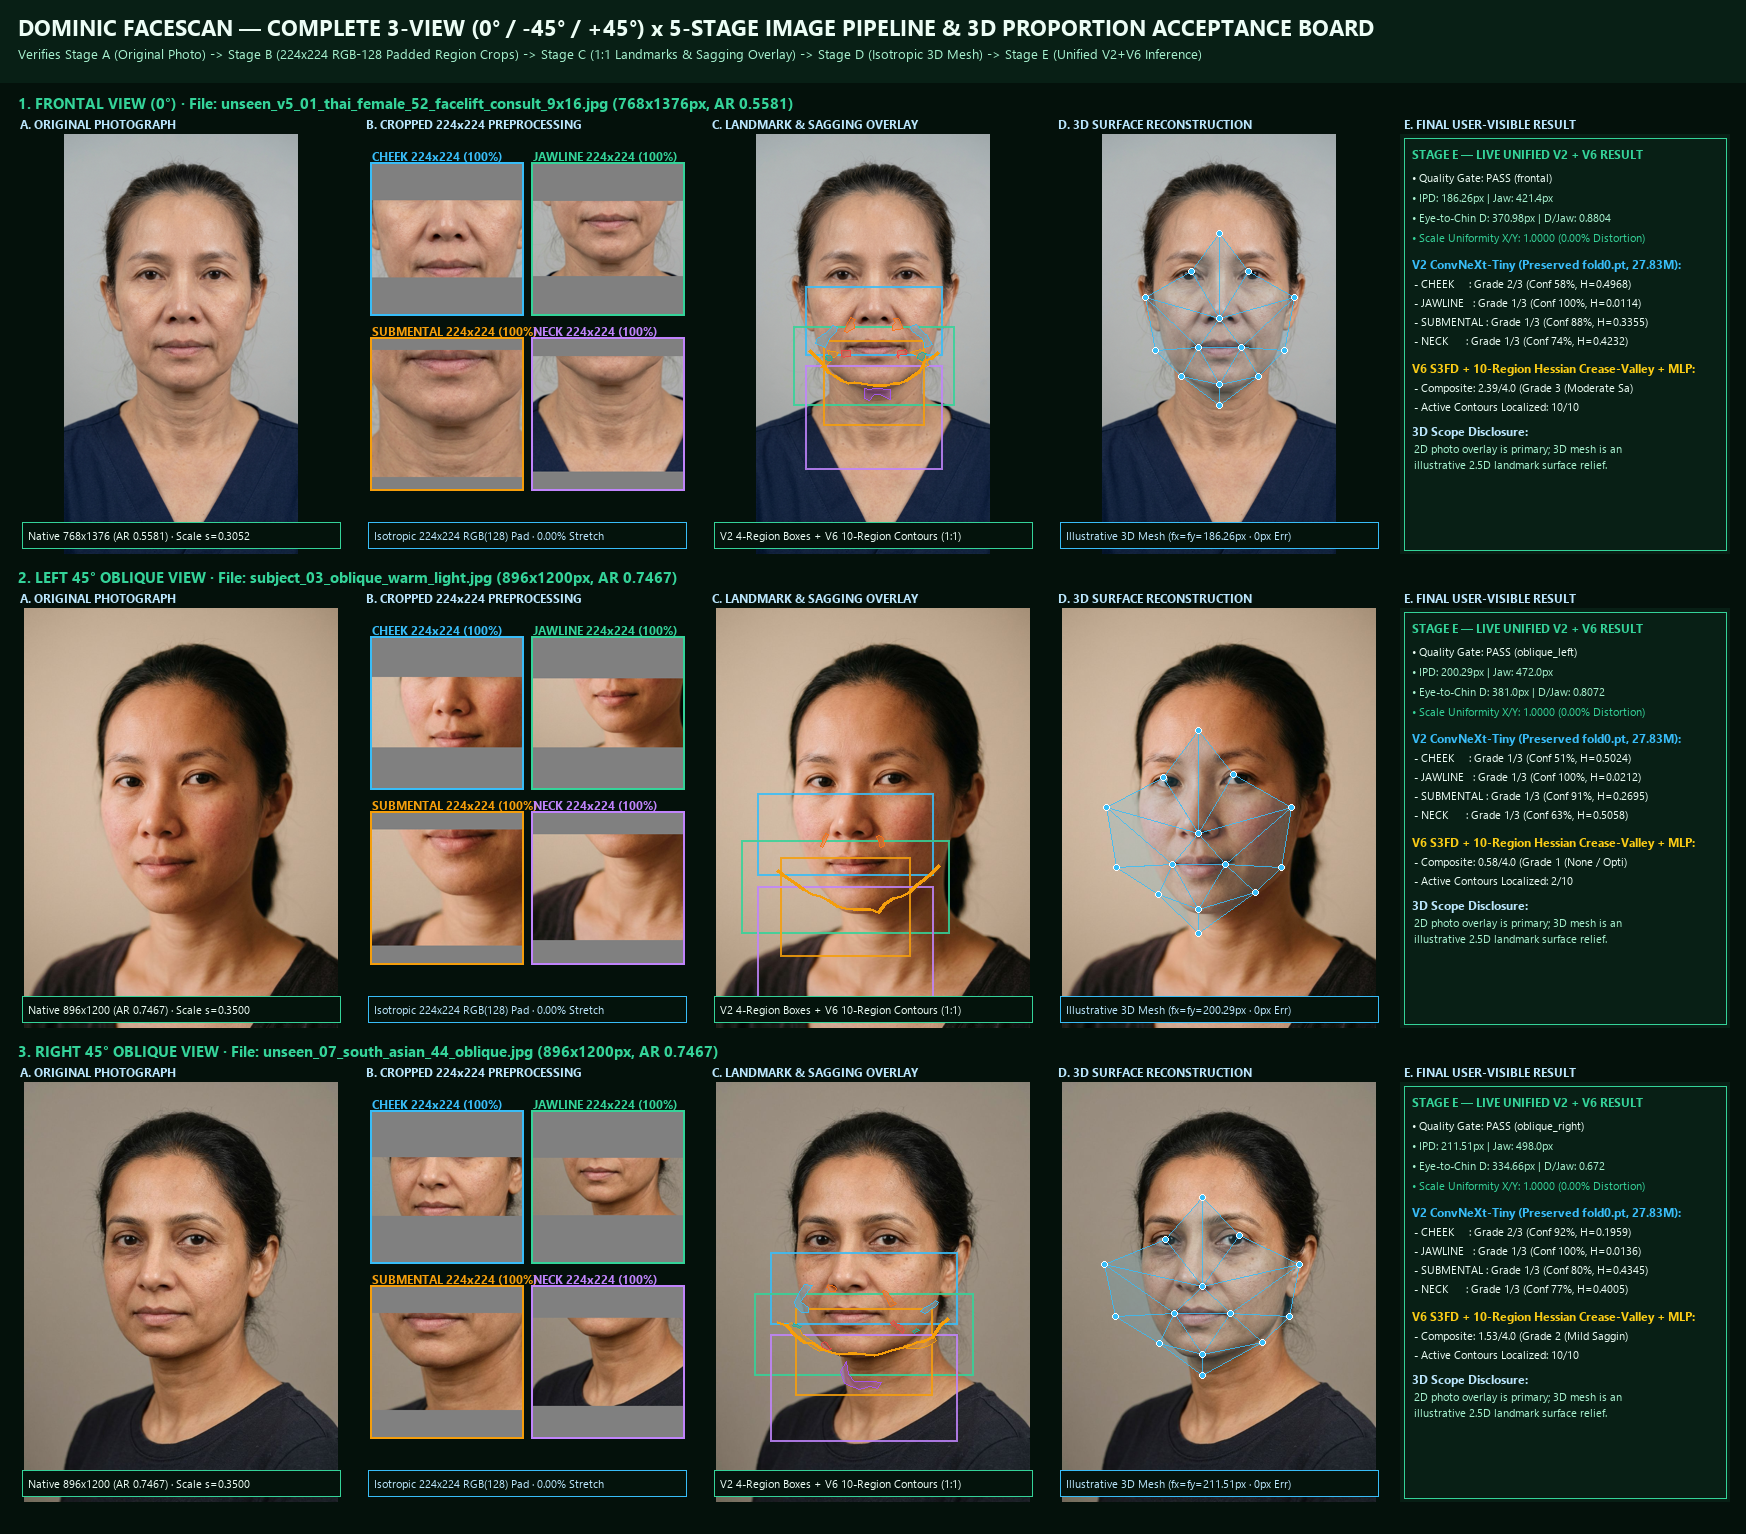 DOMINIC FACESCAN — COMPLETE 3-VIEW (0° / -45° / +45°) x 5-STAGE IMAGE PIPELINE & 3D PROPORTION ACCEPTANCE BOARD
Verifies Stage A (Original Photo) -> Stage B (224x224 RGB-128 Padded Region Crops) -> Stage C (1:1 Landmarks & Sagging Overlay) -> Stage D (Isotropic 3D Mesh) -> Stage E (Unified V2+V6 Inference)
1. FRONTAL VIEW (0°) · File: unseen_v5_01_thai_female_52_facelift_consult_9x16.jpg (768x1376px, AR 0.5581)
A. ORIGINAL PHOTOGRAPH
Native 768x1376 (AR 0.5581) · Scale s=0.3052
B. CROPPED 224x224 PREPROCESSING
CHEEK 224x224 (100%)
JAWLINE 224x224 (100%)
SUBMENTAL 224x224 (100%)
NECK 224x224 (100%)
Isotropic 224x224 RGB(128) Pad · 0.00% Stretch
C. LANDMARK & SAGGING OVERLAY
V2 4-Region Boxes + V6 10-Region Contours (1:1)
D. 3D SURFACE RECONSTRUCTION
Illustrative 3D Mesh (fx=fy=186.26px · 0px Err)
E. FINAL USER-VISIBLE RESULT
STAGE E — LIVE UNIFIED V2 + V6 RESULT
• Quality Gate: PASS (frontal)
• IPD: 186.26px | Jaw: 421.4px
• Eye-to-Chin D: 370.98px | D/Jaw: 0.8804
• Scale Uniformity X/Y: 1.0000 (0.00% Distortion)
V2 ConvNeXt-Tiny (Preserved fold0.pt, 27.83M):
- CHEEK : Grade 2/3 (Conf 58%, H=0.4968)
- JAWLINE : Grade 1/3 (Conf 100%, H=0.0114)
- SUBMENTAL : Grade 1/3 (Conf 88%, H=0.3355)
- NECK : Grade 1/3 (Conf 74%, H=0.4232)
V6 S3FD + 10-Region Hessian Crease-Valley + MLP:
- Composite: 2.39/4.0 (Grade 3 (Moderate Sa)
- Active Contours Localized: 10/10
3D Scope Disclosure:
2D photo overlay is primary; 3D mesh is an
illustrative 2.5D landmark surface relief.
2. LEFT 45° OBLIQUE VIEW · File: subject_03_oblique_warm_light.jpg (896x1200px, AR 0.7467)
A. ORIGINAL PHOTOGRAPH
Native 896x1200 (AR 0.7467) · Scale s=0.3500
B. CROPPED 224x224 PREPROCESSING
CHEEK 224x224 (100%)
JAWLINE 224x224 (100%)
SUBMENTAL 224x224 (100%)
NECK 224x224 (100%)
Isotropic 224x224 RGB(128) Pad · 0.00% Stretch
C. LANDMARK & SAGGING OVERLAY
V2 4-Region Boxes + V6 10-Region Contours (1:1)
D. 3D SURFACE RECONSTRUCTION
Illustrative 3D Mesh (fx=fy=200.29px · 0px Err)
E. FINAL USER-VISIBLE RESULT
STAGE E — LIVE UNIFIED V2 + V6 RESULT
• Quality Gate: PASS (oblique_left)
• IPD: 200.29px | Jaw: 472.0px
• Eye-to-Chin D: 381.0px | D/Jaw: 0.8072
• Scale Uniformity X/Y: 1.0000 (0.00% Distortion)
V2 ConvNeXt-Tiny (Preserved fold0.pt, 27.83M):
- CHEEK : Grade 1/3 (Conf 51%, H=0.5024)
- JAWLINE : Grade 1/3 (Conf 100%, H=0.0212)
- SUBMENTAL : Grade 1/3 (Conf 91%, H=0.2695)
- NECK : Grade 1/3 (Conf 63%, H=0.5058)
V6 S3FD + 10-Region Hessian Crease-Valley + MLP:
- Composite: 0.58/4.0 (Grade 1 (None / Opti)
- Active Contours Localized: 2/10
3D Scope Disclosure:
2D photo overlay is primary; 3D mesh is an
illustrative 2.5D landmark surface relief.
3. RIGHT 45° OBLIQUE VIEW · File: unseen_07_south_asian_44_oblique.jpg (896x1200px, AR 0.7467)
A. ORIGINAL PHOTOGRAPH
Native 896x1200 (AR 0.7467) · Scale s=0.3500
B. CROPPED 224x224 PREPROCESSING
CHEEK 224x224 (100%)
JAWLINE 224x224 (100%)
SUBMENTAL 224x224 (100%)
NECK 224x224 (100%)
Isotropic 224x224 RGB(128) Pad · 0.00% Stretch
C. LANDMARK & SAGGING OVERLAY
V2 4-Region Boxes + V6 10-Region Contours (1:1)
D. 3D SURFACE RECONSTRUCTION
Illustrative 3D Mesh (fx=fy=211.51px · 0px Err)
E. FINAL USER-VISIBLE RESULT
STAGE E — LIVE UNIFIED V2 + V6 RESULT
• Quality Gate: PASS (oblique_right)
• IPD: 211.51px | Jaw: 498.0px
• Eye-to-Chin D: 334.66px | D/Jaw: 0.672
• Scale Uniformity X/Y: 1.0000 (0.00% Distortion)
V2 ConvNeXt-Tiny (Preserved fold0.pt, 27.83M):
- CHEEK : Grade 2/3 (Conf 92%, H=0.1959)
- JAWLINE : Grade 1/3 (Conf 100%, H=0.0136)
- SUBMENTAL : Grade 1/3 (Conf 80%, H=0.4345)
- NECK : Grade 1/3 (Conf 77%, H=0.4005)
V6 S3FD + 10-Region Hessian Crease-Valley + MLP:
- Composite: 1.53/4.0 (Grade 2 (Mild Saggin)
- Active Contours Localized: 10/10
3D Scope Disclosure:
2D photo overlay is primary; 3D mesh is an
illustrative 2.5D landmark surface relief.